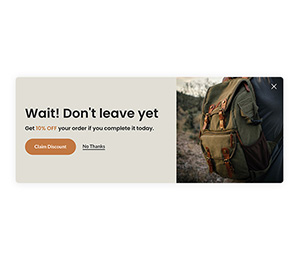 Wait! Don't leave yet
Get 10% OFF your order if you complete it today.
Claim Discount
No Thanks